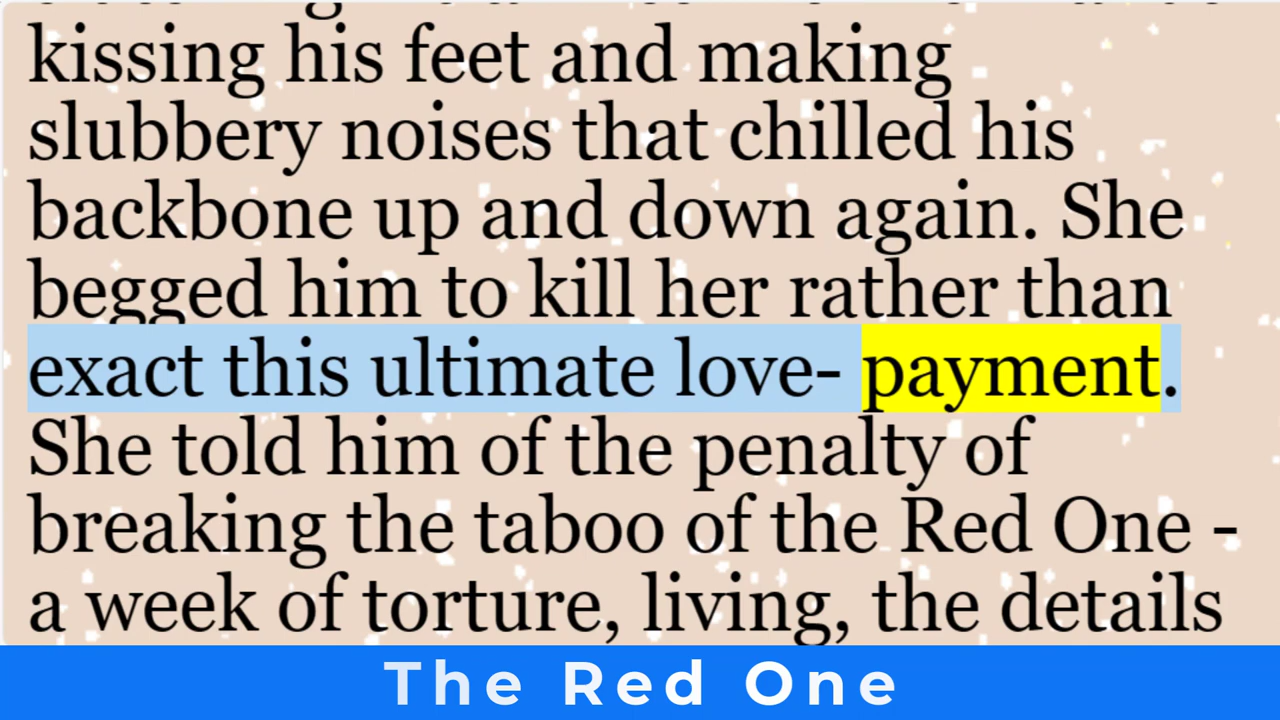 kissing his feet and making
slubbery noises that chilled his
backbone up and down again. She
begged him to kill her rather than
exact this ultimate love- payment.
She told him of the penalty of
breaking the taboo of the Red One -
a week of torture, living, the details
The Red One